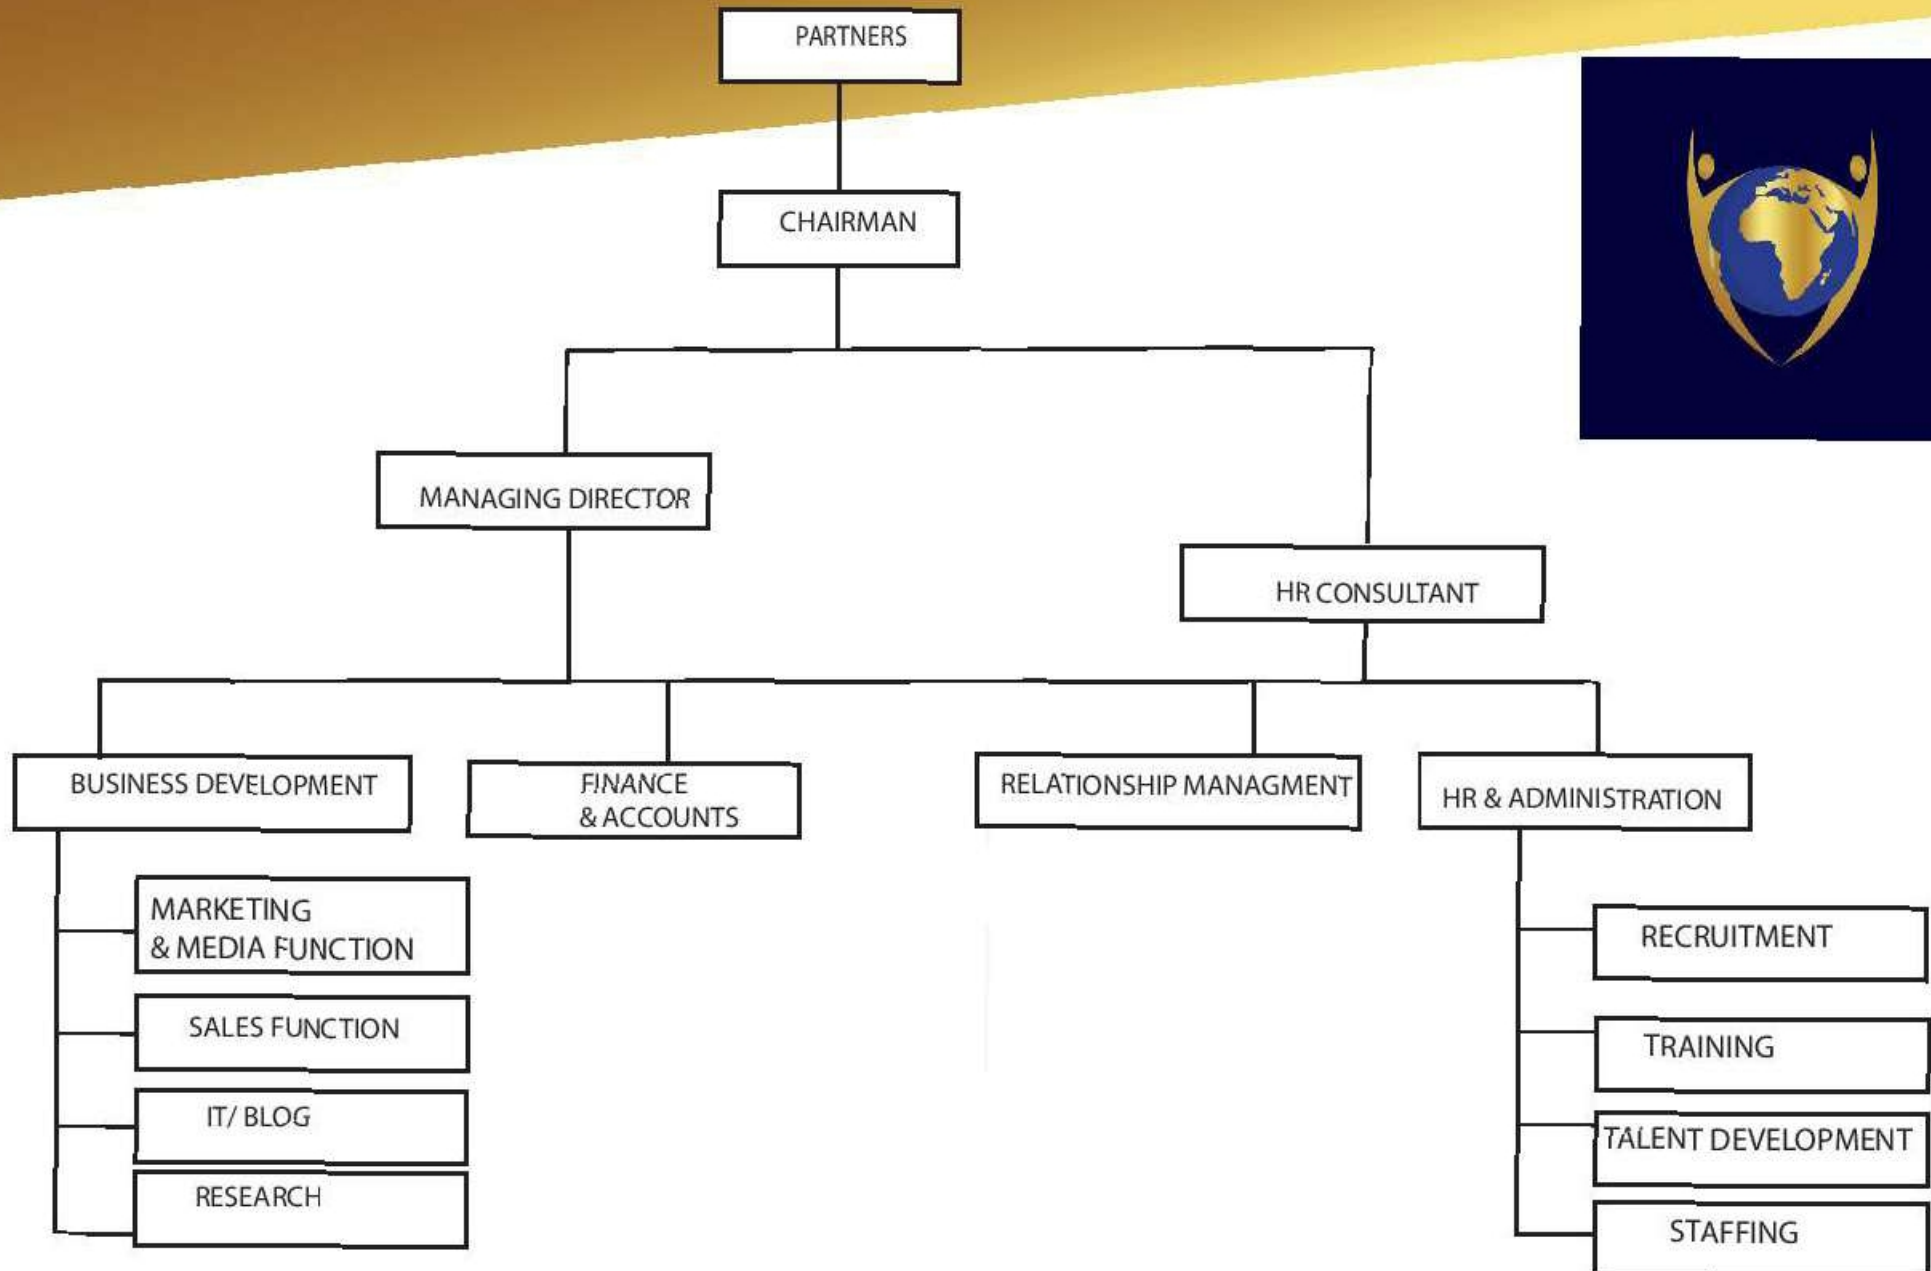 PARTNERS
CHAIRMAN
MANAGING DIRECTOR
HR CONSULTANT
BUSINESS DEVELOPMENT
FINANCE
& ACCOUNTS
RELATIONSHIP MANAGMENT
HR & ADMINISTRATION
MARKETING
& MEDIA FUNCTION
SALES FUNCTION
IT/ BLOG
RESEARCH
RECRUITMENT
TRAINING
TALENT DEVELOPMENT
STAFFING